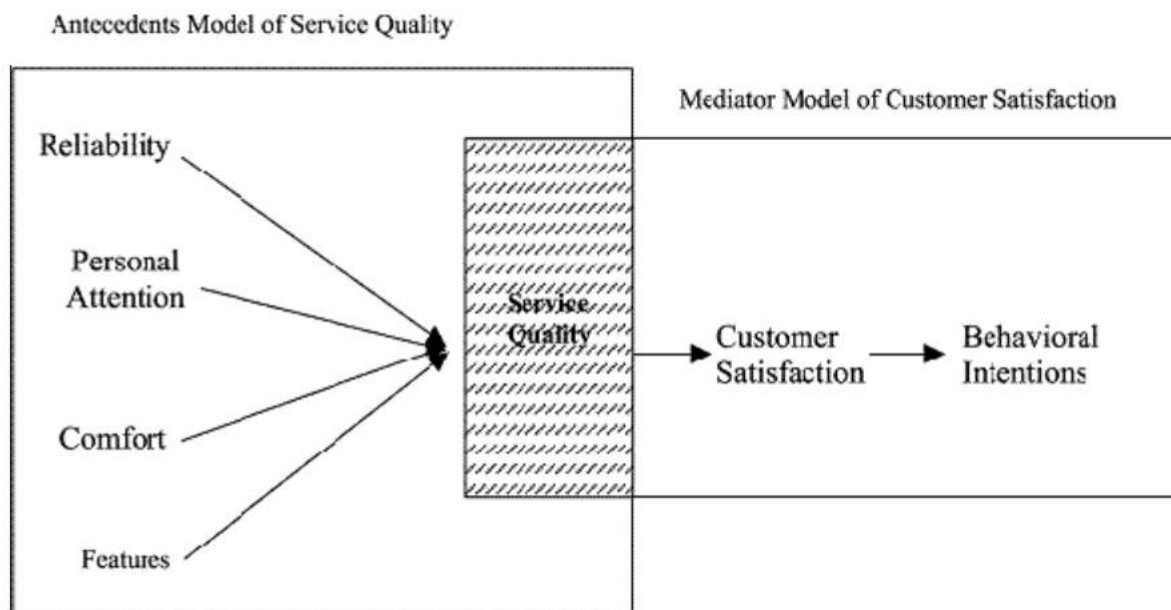 Antecedents Model of Service Quality
Mediator Model of Customer Satisfaction
Reliability
Personal
Attention
Comfort
Features
Service
Quality
Customer
Satisfaction
Behavioral
Intentions